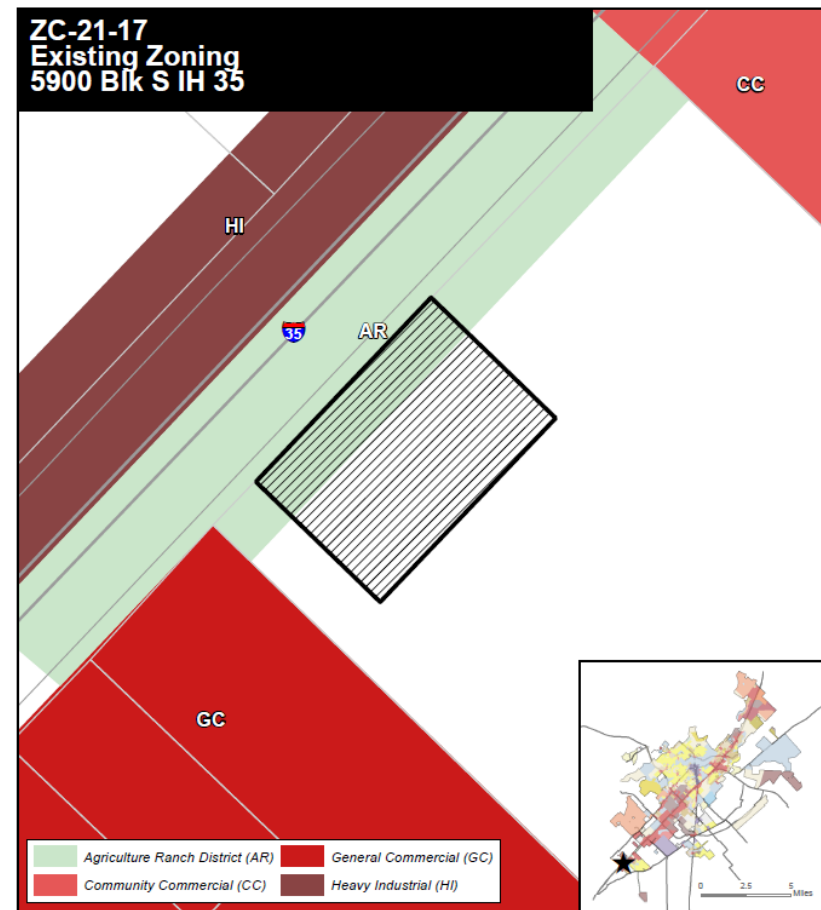 ZC-21-17
Existing Zoning
5900 Blk S IH 35
CC
HI
35
AR
GC
Agriculture Ranch District (AR)
General Commercial (GC)
Community Commercial (CC)
Heavy Industrial (HI)
0 2.5 5
Miles